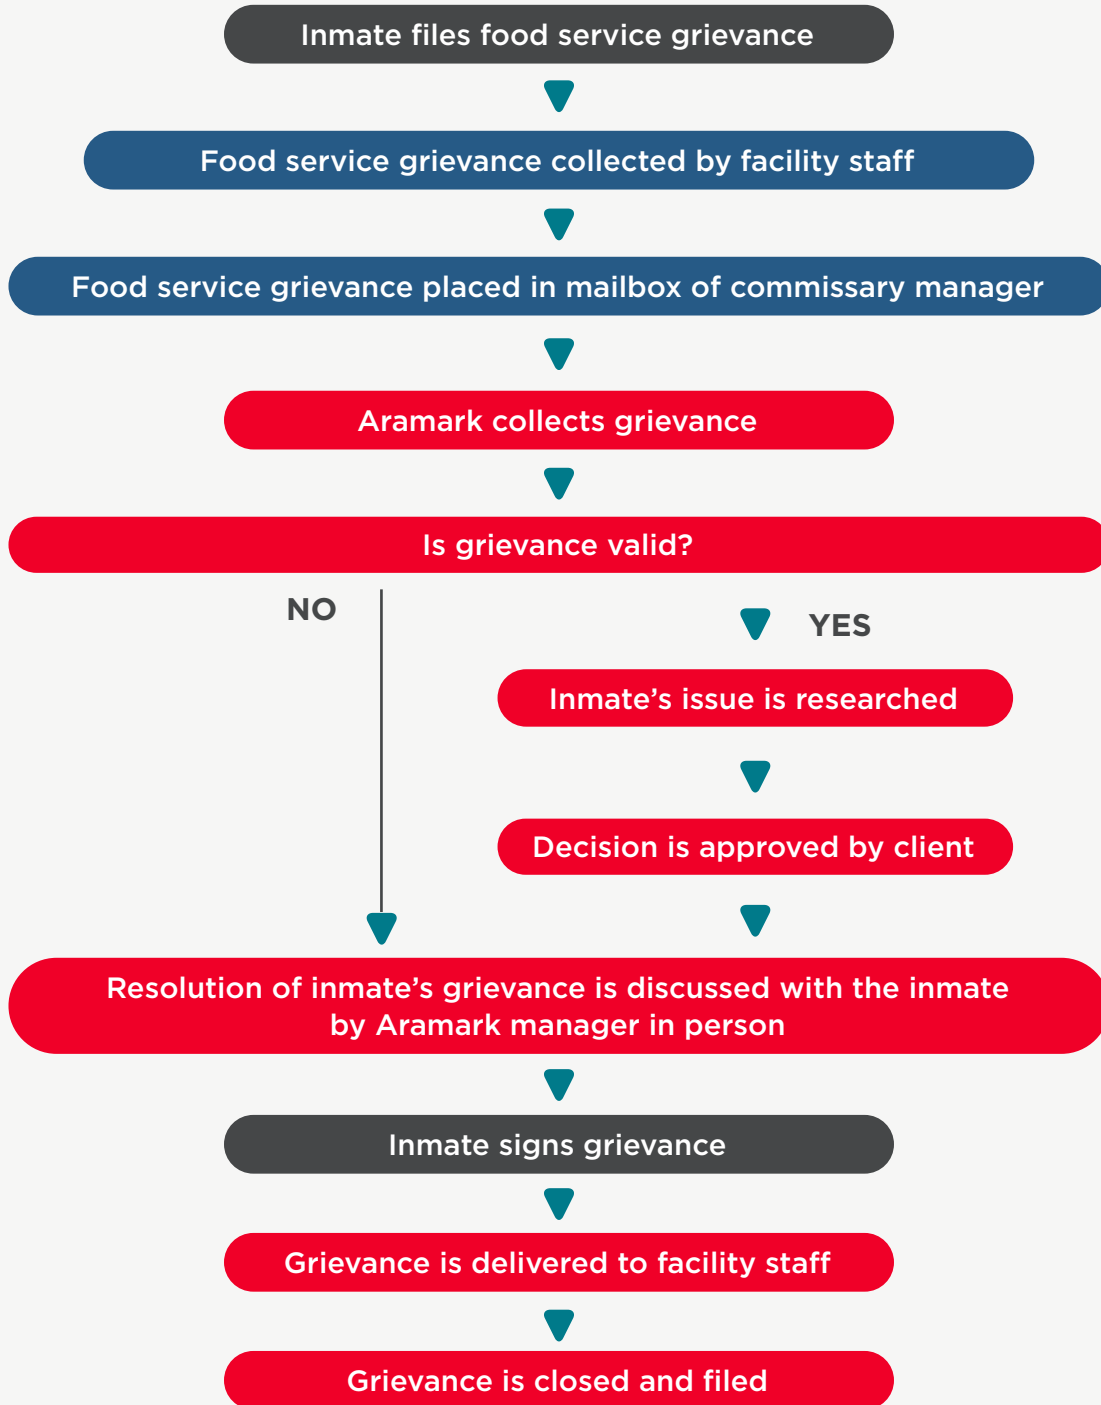 Inmate files food service grievance
Food service grievance collected by facility staff
Food service grievance placed in mailbox of commissary manager
Aramark collects grievance
Is grievance valid?
NO
YES
Inmate’s issue is researched
Decision is approved by client
Resolution of inmate’s grievance is discussed with the inmate
by Aramark manager in person
Inmate signs grievance
Grievance is delivered to facility staff
Grievance is closed and filed